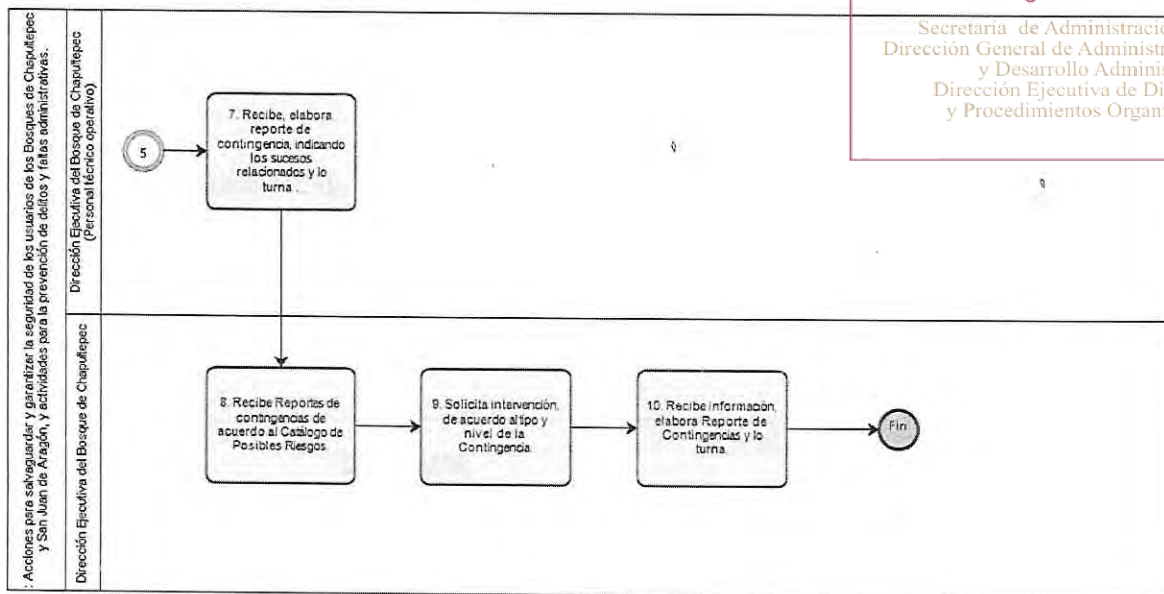 Secretaría de Administració
Dirección General de Administr
y Desarrollo Adminis
Dirección Ejecutiva de Di
y Procedimientos Organi
: Acciones para salvaguardar y garantizar la seguridad de los usuarios de los Bosques de Chapultepec
y San Juan de Aragón, y actividades para la prevención de delitos y faltas administrativas.
Dirección Ejecutiva del Bosque de Chapultepec
(Personal técnico operativo)
5
7. Recibe, elabora
reporte de
contingencia, indicando
los sucesos
relacionados y lo
turna .
Dirección Ejecutiva del Bosque de Chapultepec
8. Recibe Reportes de
contingencias de
acuerdo al Catálogo de
Posibles Riesgos.
9. Solicita intervención,
de acuerdo al tipo y
nivel de la
Contingencia.
10. Recibe información,
elabora Reporte de
Contingencias y lo
turna.
Fin